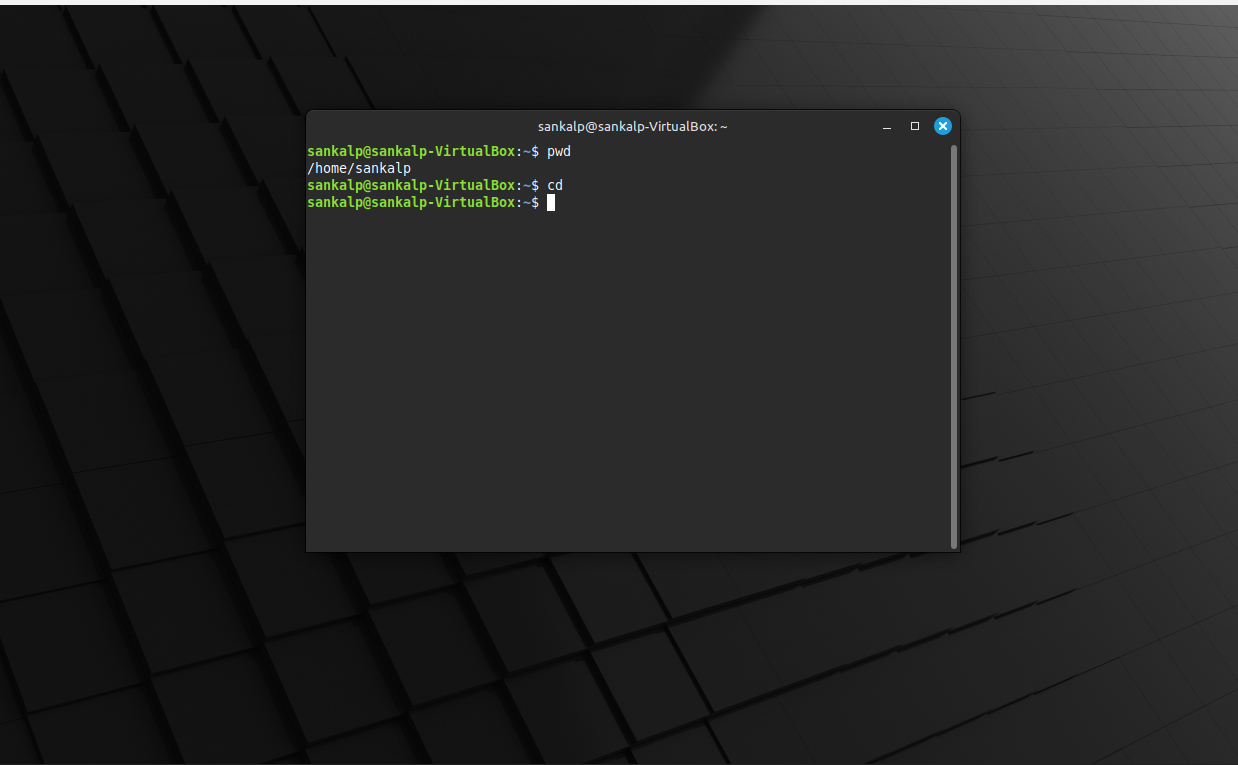 sankalp@sankalp-VirtualBox: ~
sankalp@sankalp-VirtualBox:~$ pwd
/home/sankalp
sankalp@sankalp-VirtualBox:~$ cd
sankalp@sankalp-VirtualBox:~$